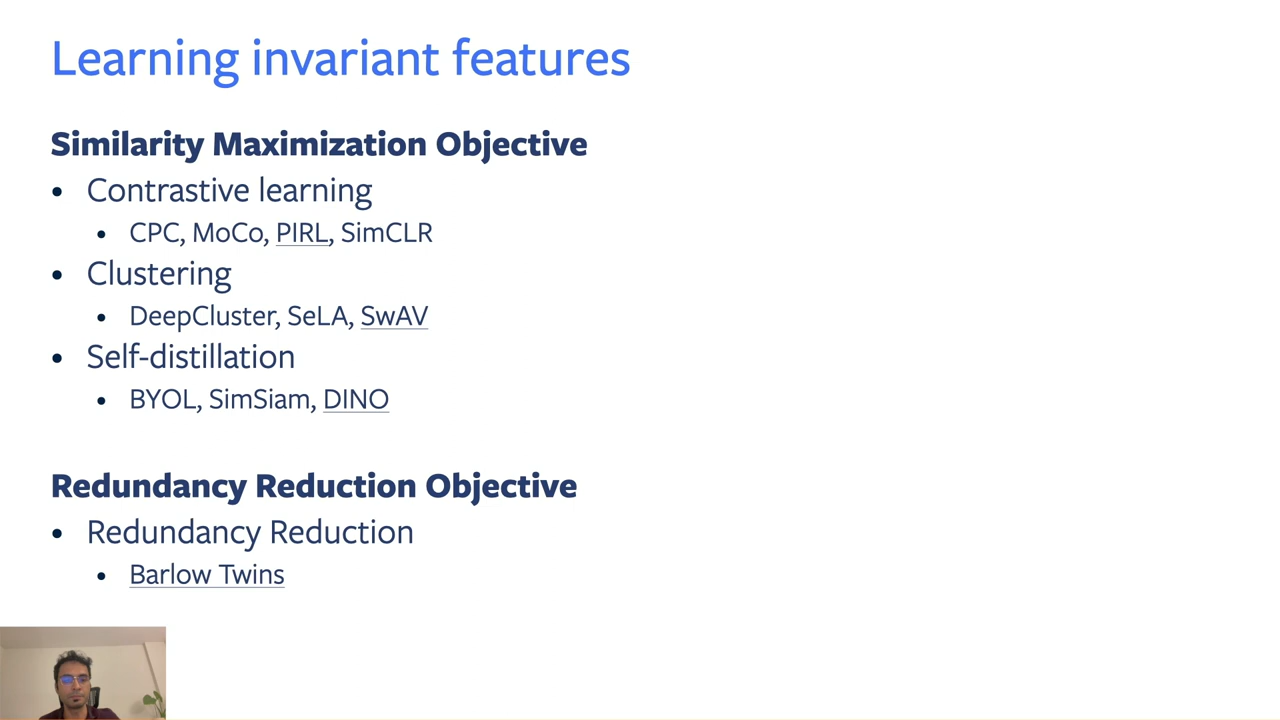 Learning invariant features
Similarity Maximization Objective
• Contrastive learning
• CPC, MoCo, PIRL, SimCLR
• Clustering
• DeepCluster, SeLA, SwAV
• Self-distillation
• BYOL, SimSiam, DINO
Redundancy Reduction Objective
• Redundancy Reduction
• Barlow Twins